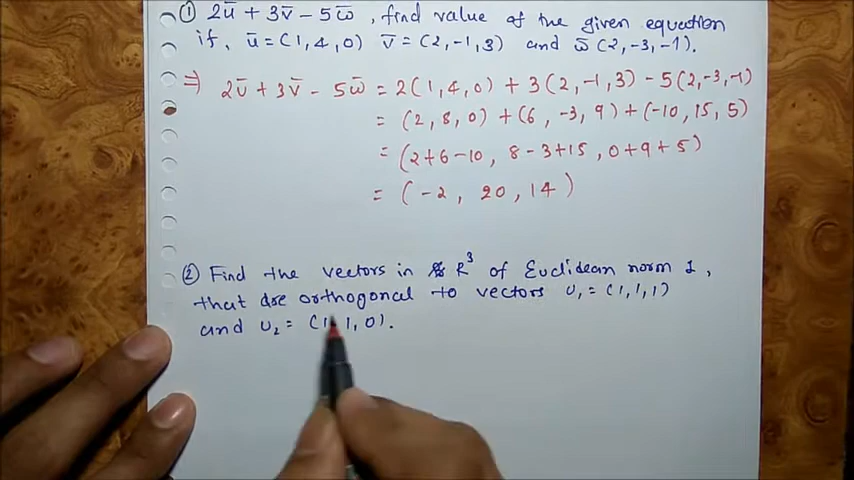 ① 2ū + 3v̄ - 5w̄, find value of the given equation
if, ū = (1,4,0) v̄ = (2,-1,3) and w̄ (2,-3,-1).
⇒ 2ū + 3v̄ - 5w̄ = 2(1,4,0) + 3(2,-1,3) - 5(2,-3,-1)
= (2,8,0) + (6,-3,9) + (-10,15,5)
= (2+6-10, 8-3+15, 0+9+5)
= (-2, 20, 14)
② Find the vectors in R³ of Euclidean norm 1,
that are orthogonal to vectors u₁ = (1,1,1)
and u₂ = (1,1,0).